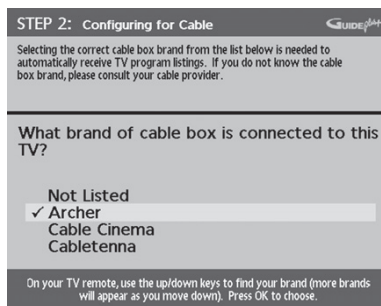 STEP 2: Configuring for Cable
GUIDE plus+
Selecting the correct cable box brand from the list below is needed to
automatically receive TV program listings. If you do not know the cable
box brand, please consult your cable provider.
What brand of cable box is connected to this
TV?
Not Listed
✓ Archer
Cable Cinema
Cabletenna
On your TV remote, use the up/down keys to find your brand (more brands
will appear as you move down). Press OK to choose.